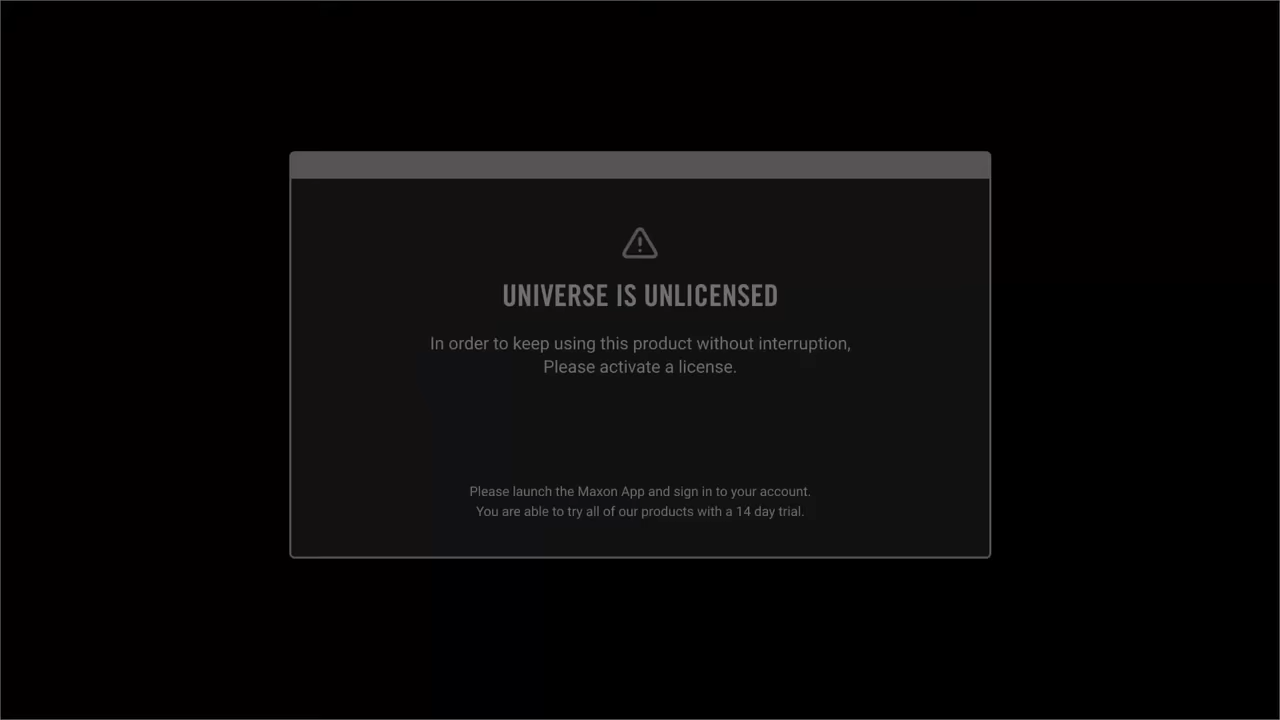 UNIVERSE IS UNLICENSED
In order to keep using this product without interruption,
Please activate a license.
Please launch the Maxon App and sign in to your account.
You are able to try all of our products with a 14 day trial.